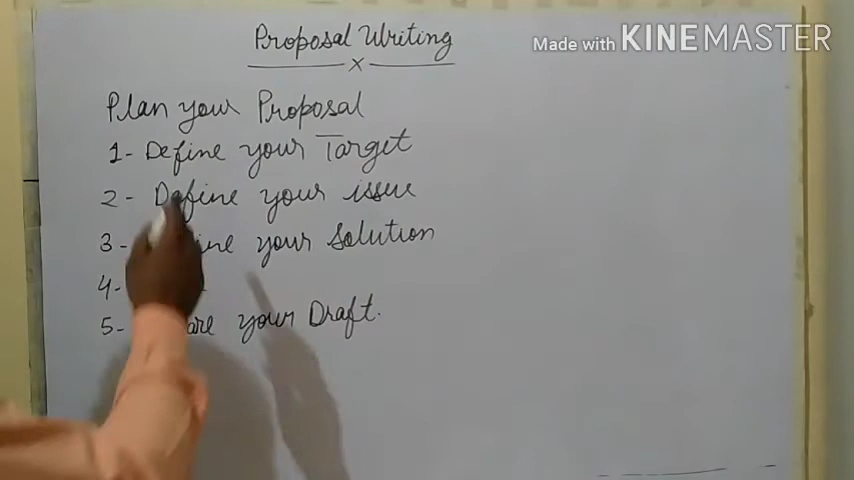 Proposal Writing
Made with KINEMASTER
x
Plan your Proposal
1- Define your Target
2- Define your issue
3- your Solution
4-
5- your Draft.